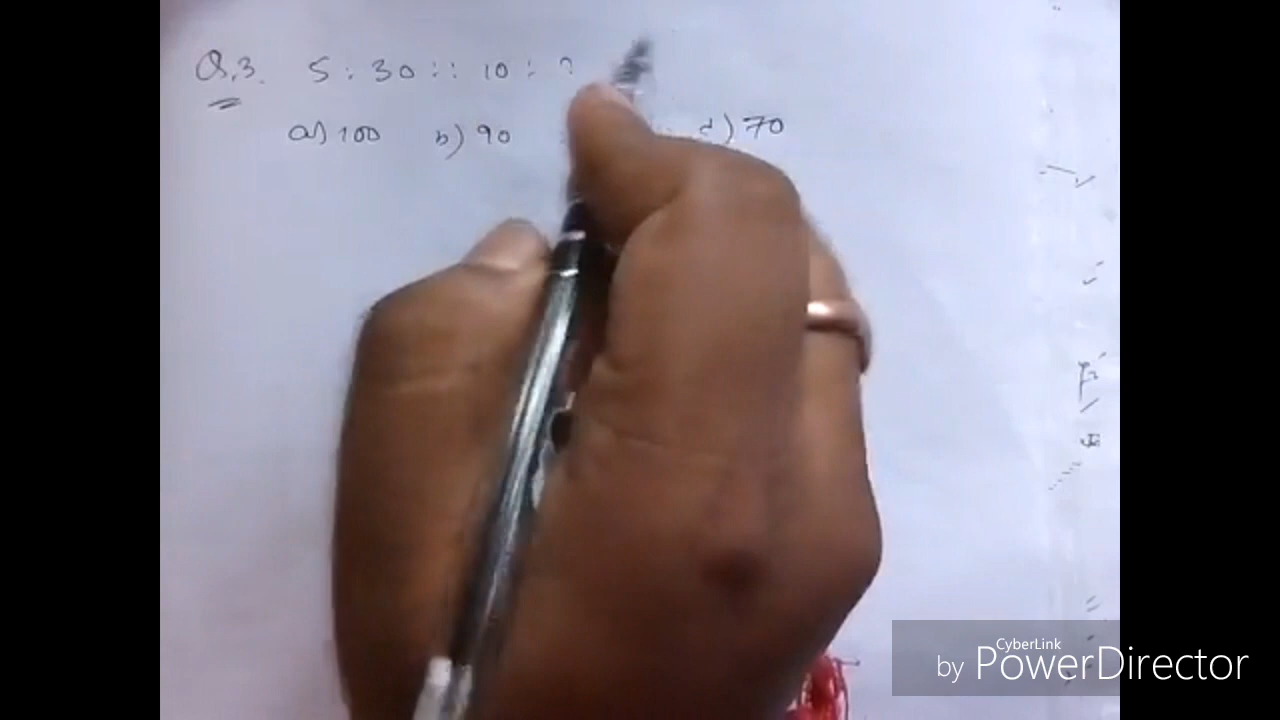 Q.3. 5 : 30 :: 10 : ?
a) 100 b) 90 d) 70
CyberLink
by PowerDirector